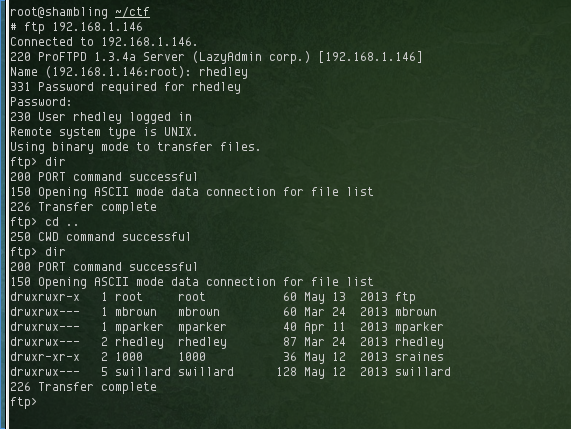 root@shambling ~/ctf
# ftp 192.168.1.146
Connected to 192.168.1.146.
220 ProFTPD 1.3.4a Server (LazyAdmin corp.) [192.168.1.146]
Name (192.168.1.146:root): rhedley
331 Password required for rhedley
Password:
230 User rhedley logged in
Remote system type is UNIX.
Using binary mode to transfer files.
ftp> dir
200 PORT command successful
150 Opening ASCII mode data connection for file list
226 Transfer complete
ftp> cd ..
250 CWD command successful
ftp> dir
200 PORT command successful
150 Opening ASCII mode data connection for file list
drwxrwxr-x   1 root     root           60 May 13  2013 ftp
drwxrwx---   1 mbrown   mbrown         60 Mar 24  2013 mbrown
drwxrwx---   1 mparker  mparker        40 Apr 11  2013 mparker
drwxrwx---   2 rhedley  rhedley        87 Mar 24  2013 rhedley
drwxr-xr-x   2 1000     1000           36 May 12  2013 sraines
drwxrwx---   5 swillard swillard      128 May 12  2013 swillard
226 Transfer complete
ftp>